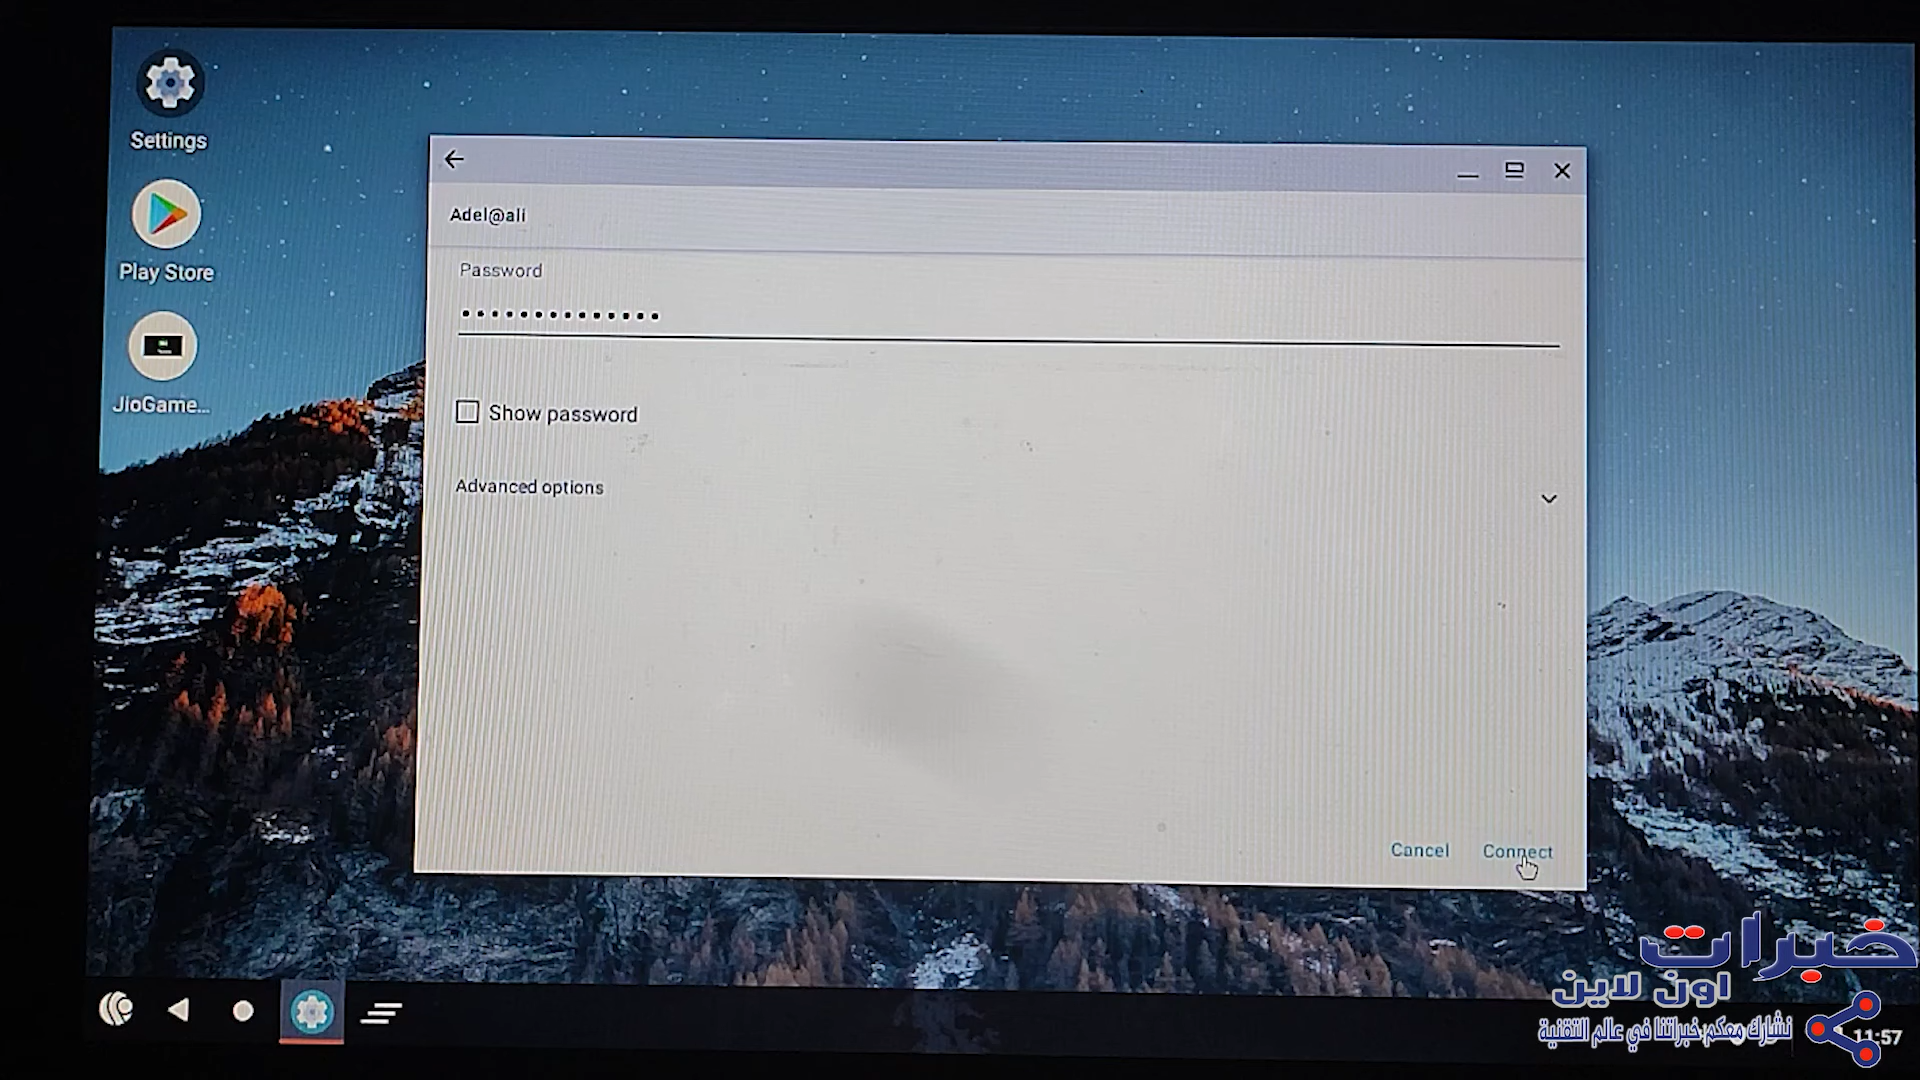 Settings
Play Store
JioGame...
Adel@ali
Password
Show password
Advanced options
Cancel
Connect
خبرات
اون لاين
نشارك معكم خبراتنا في عالم التقنية
11:57